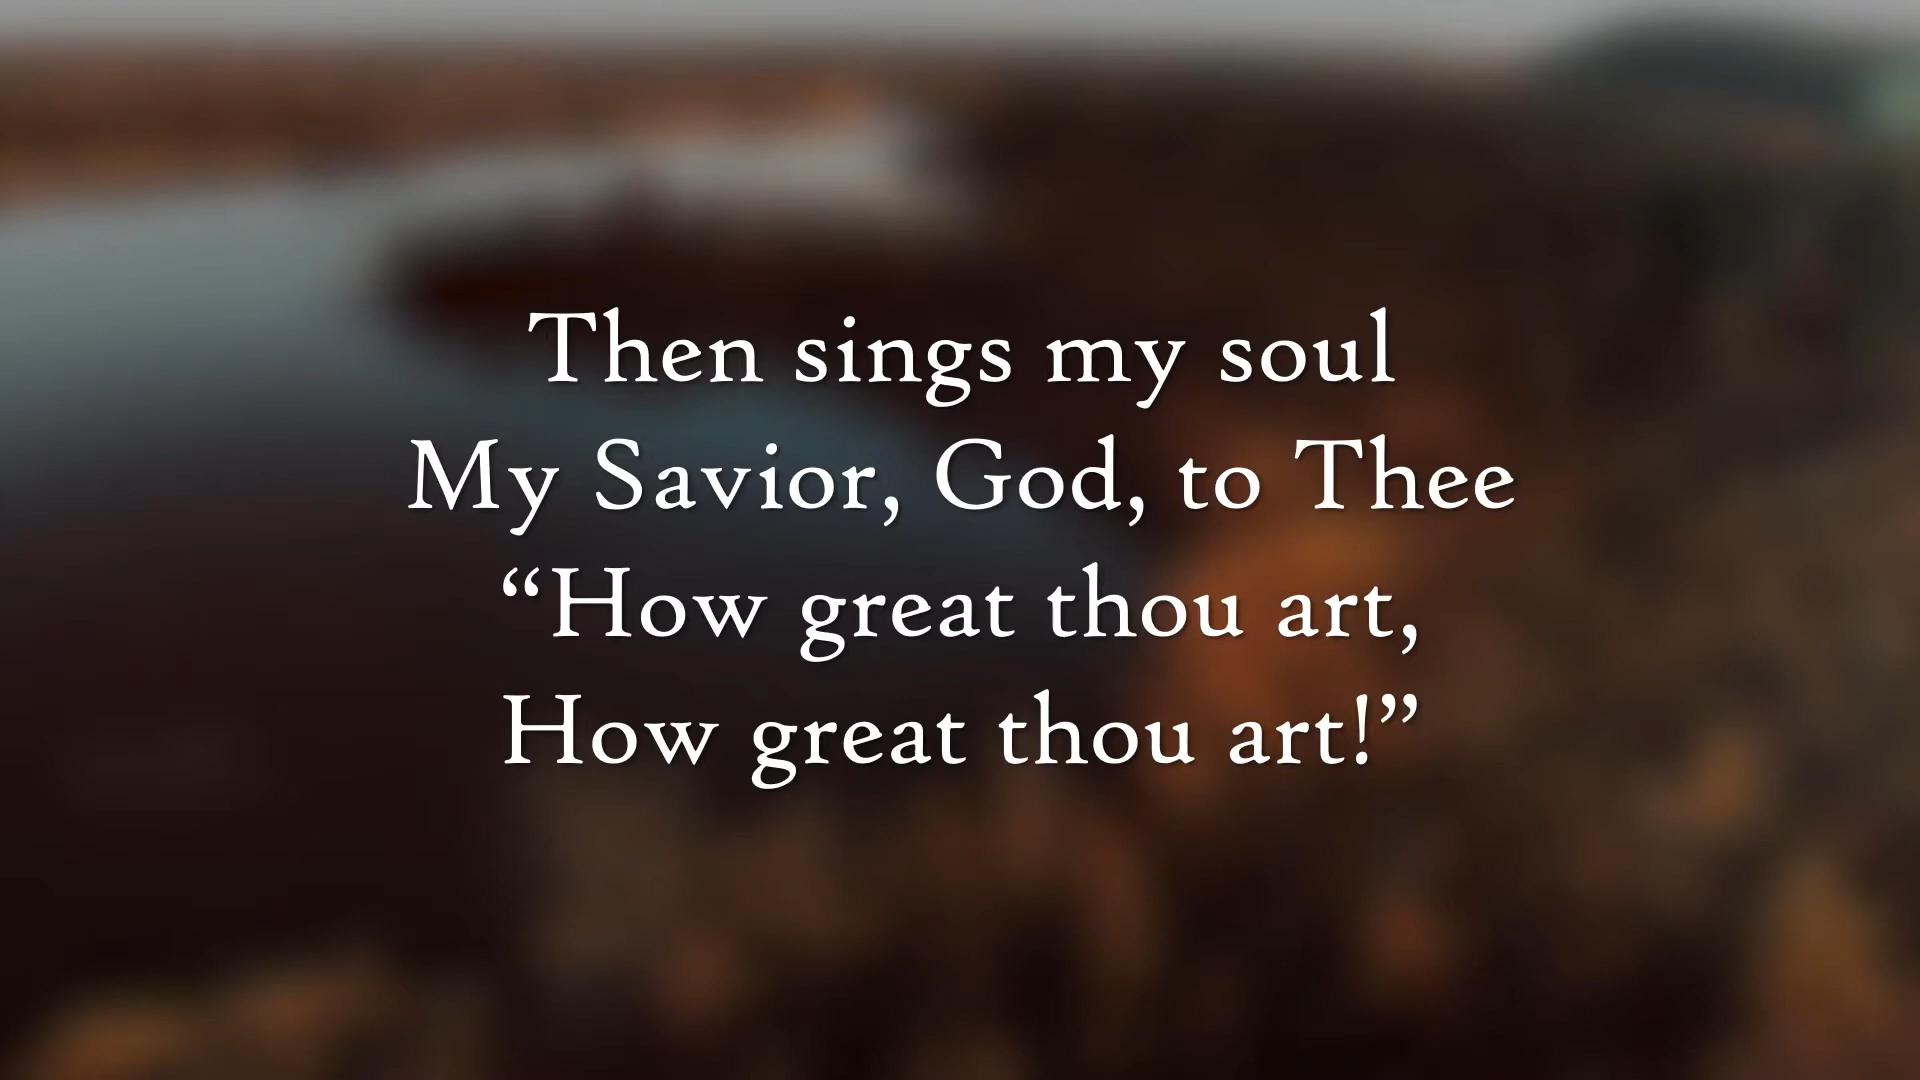 Then sings my soul
My Savior, God, to Thee
“How great thou art,
How great thou art!”